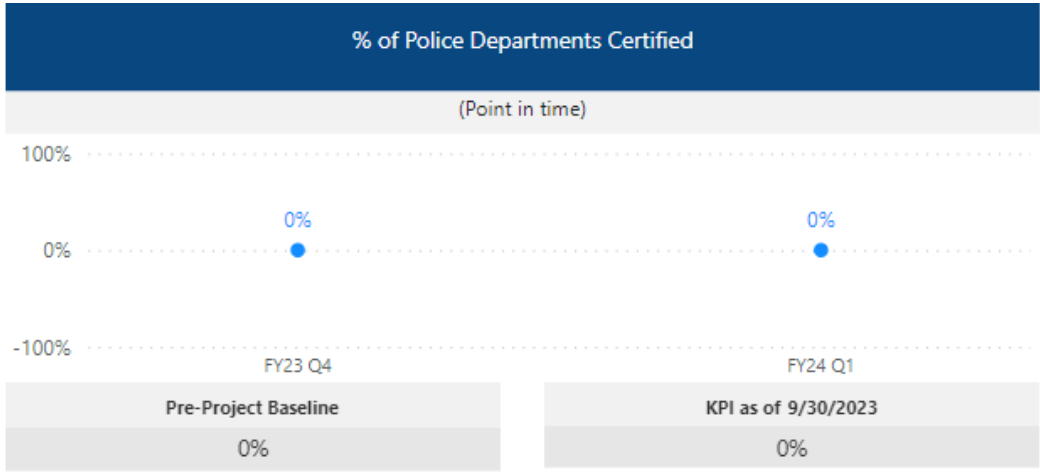 % of Police Departments Certified
(Point in time)
100%
0% 0%
0%
-100%
FY23 Q4 FY24 Q1
Pre-Project Baseline KPI as of 9/30/2023
0% 0%